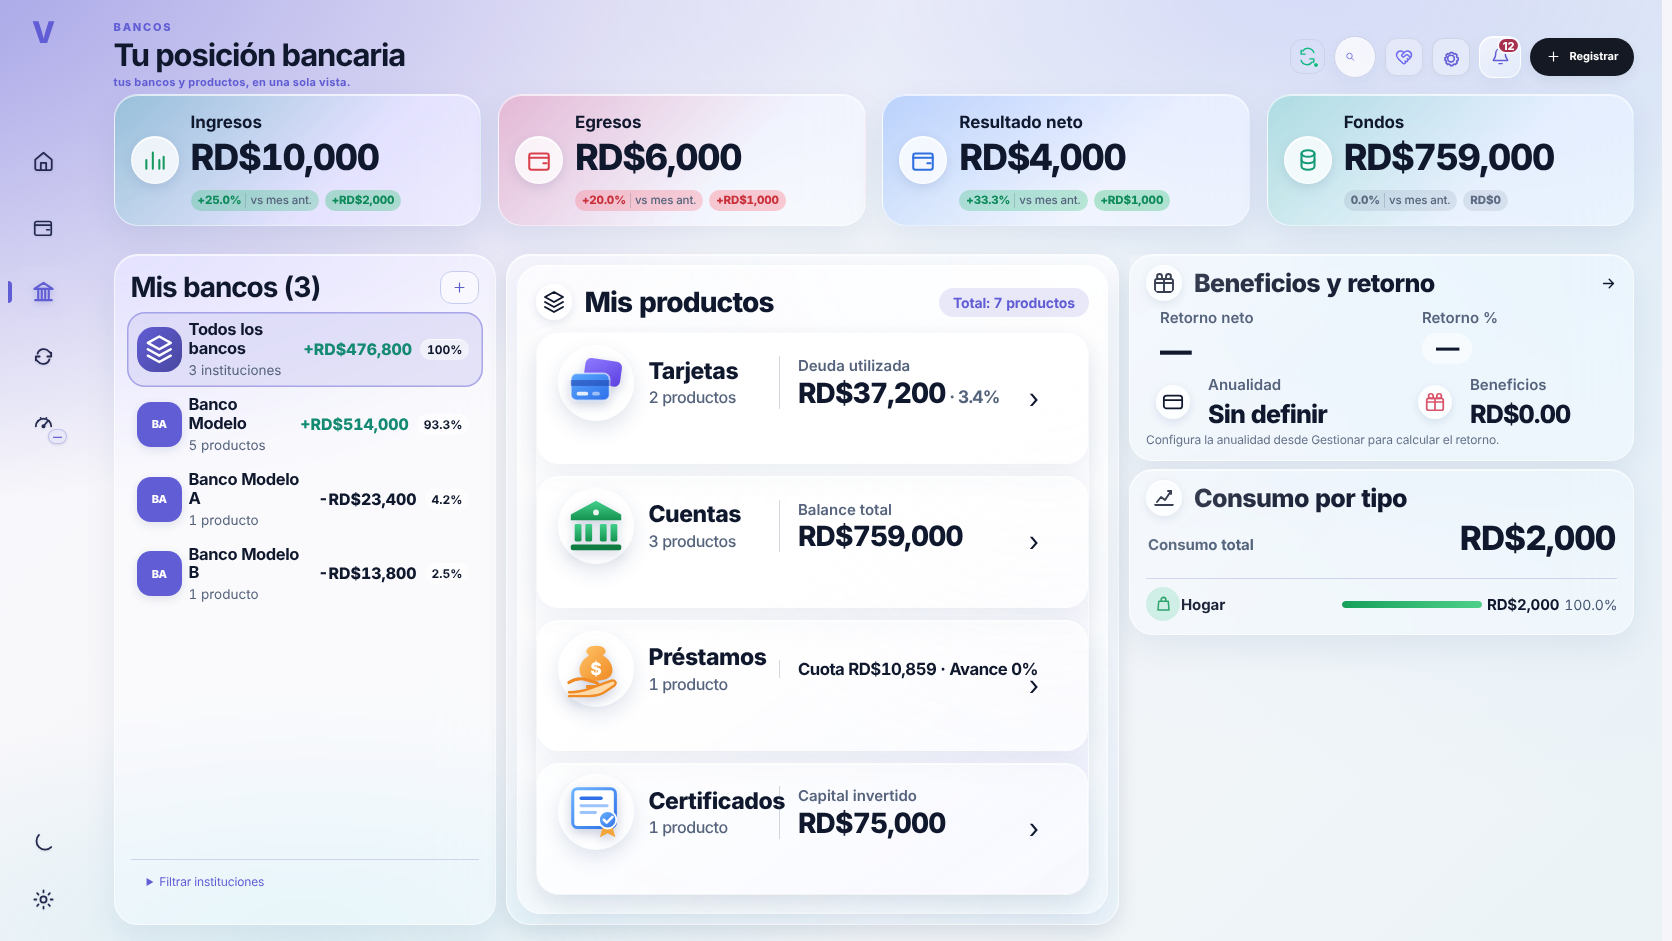 V
BANCOS
Tu posición bancaria
tus bancos y productos, en una sola vista.
12
Registrar
Ingresos
RD$10,000
+25.0% vs mes ant. +RD$2,000
Egresos
RD$6,000
+20.0% vs mes ant. +RD$1,000
Resultado neto
RD$4,000
+33.3% vs mes ant. +RD$1,000
Fondos
RD$759,000
0.0% vs mes ant. RD$0
Mis bancos (3)
+
Todos los
bancos
3 instituciones
+RD$476,800 100%
BA
Banco
Modelo
5 productos
+RD$514,000 93.3%
BA
Banco Modelo
A
1 producto
-RD$23,400 4.2%
BA
Banco Modelo
B
1 producto
-RD$13,800 2.5%
Filtrar instituciones
Mis productos
Total: 7 productos
Tarjetas
2 productos
Deuda utilizada
RD$37,200 · 3.4%
Cuentas
3 productos
Balance total
RD$759,000
$
Préstamos
1 producto
Cuota RD$10,859 · Avance 0%
Certificados
1 producto
Capital invertido
RD$75,000
Beneficios y retorno
Retorno neto
—
Retorno %
—
Anualidad
Sin definir
Beneficios
RD$0.00
Configura la anualidad desde Gestionar para calcular el retorno.
Consumo por tipo
Consumo total
RD$2,000
Hogar
RD$2,000 100.0%